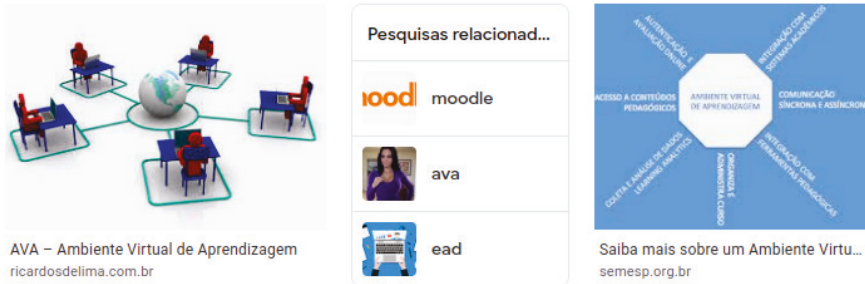 AVA – Ambiente Virtual de Aprendizagem
ricardosdelima.com.br
Pesquisas relacionad...
moodl
moodle
ava
ead
AUTENTICAÇÃO E
AVALIAÇÃO ONLINE
INTEGRAÇÃO COM
SISTEMAS ACADÊMICOS
ACESSO A CONTEÚDOS
PEDAGÓGICOS
AMBIENTE VIRTUAL
DE APRENDIZAGEM
COMUNICAÇÃO
SÍNCRONA E ASSÍNCRON
COLETA E ANÁLISE DE DADOS
LEARNING ANALYTICS
ORGANIZA E
ADMINISTRA CURSO
INTEGRAÇÃO COM
FERRAMENTAS PEDAGÓGICAS
Saiba mais sobre um Ambiente Virtu...
semesp.org.br